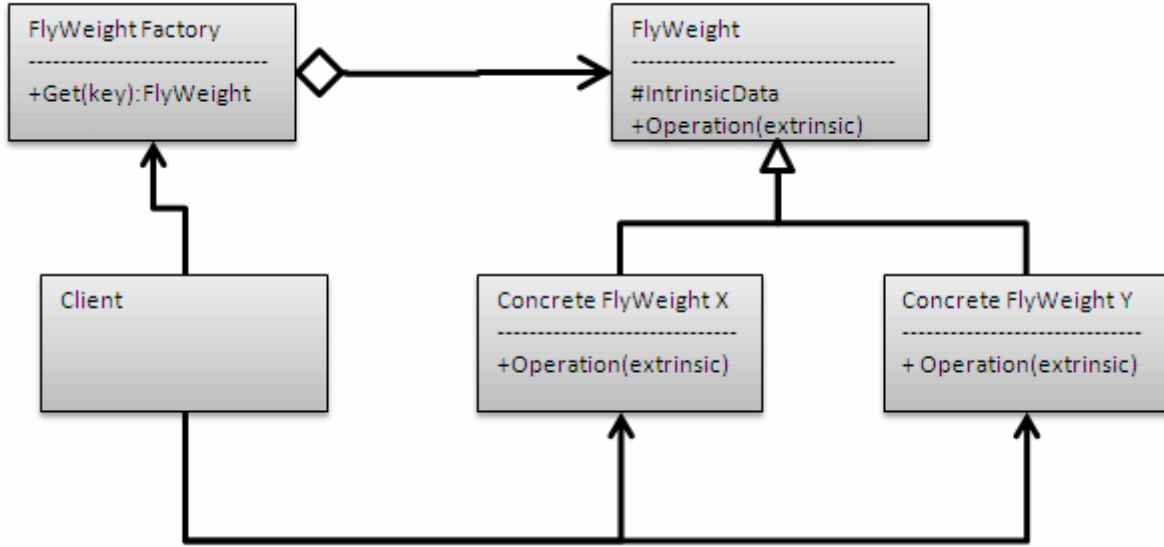 FlyWeight Factory
------------------------------
+Get(key):FlyWeight
FlyWeight
---------------------------------
#IntrinsicData
+Operation(extrinsic)
Client
Concrete FlyWeight X
------------------------------
+Operation(extrinsic)
Concrete FlyWeight Y
------------------------------
+ Operation(extrinsic)